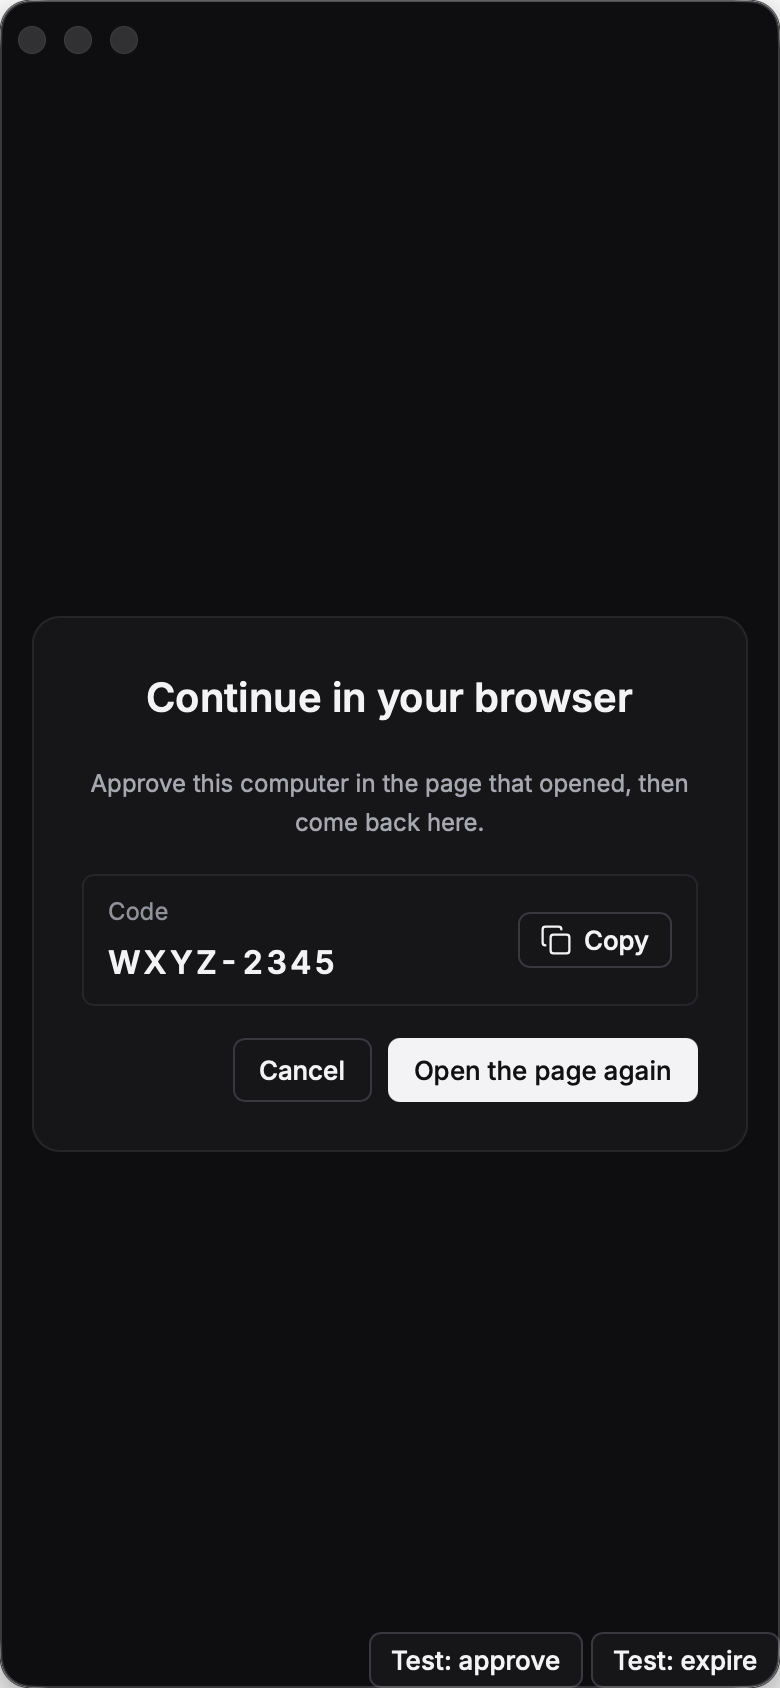 Continue in your browser
Approve this computer in the page that opened, then
come back here.
Code
WXYZ-2345
Copy
Cancel
Open the page again
Test: approve
Test: expire